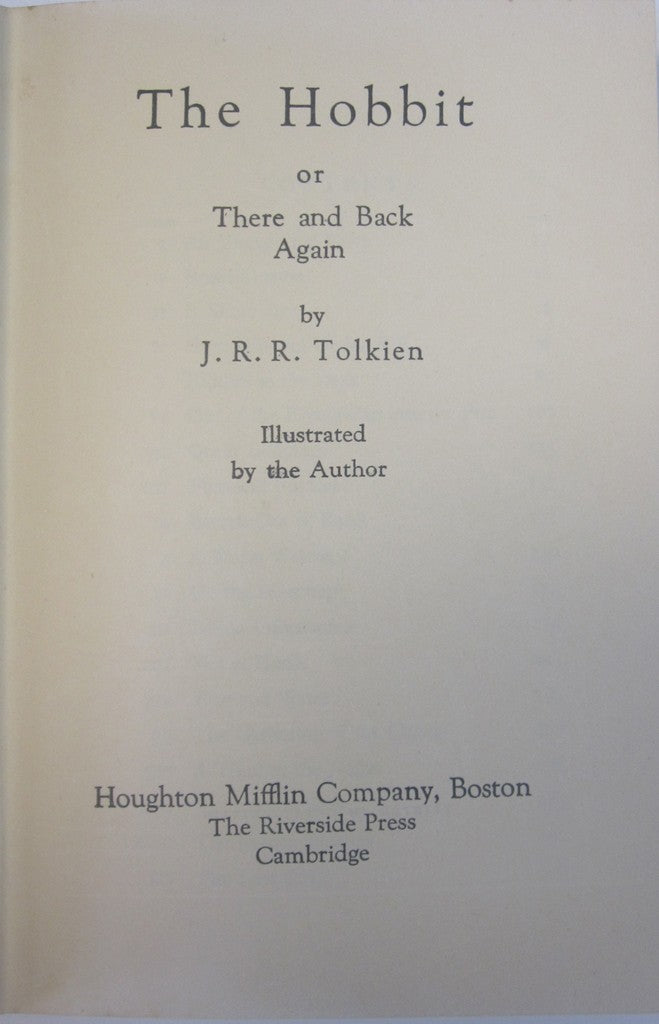 The Hobbit
or
There and Back
Again
by
J. R. R. Tolkien
Illustrated
by the Author
Houghton Mifflin Company, Boston
The Riverside Press
Cambridge